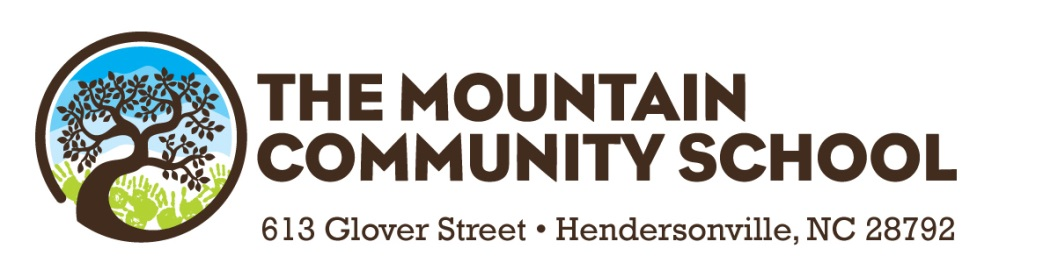 THE MOUNTAIN
COMMUNITY SCHOOL
613 Glover Street • Hendersonville, NC 28792